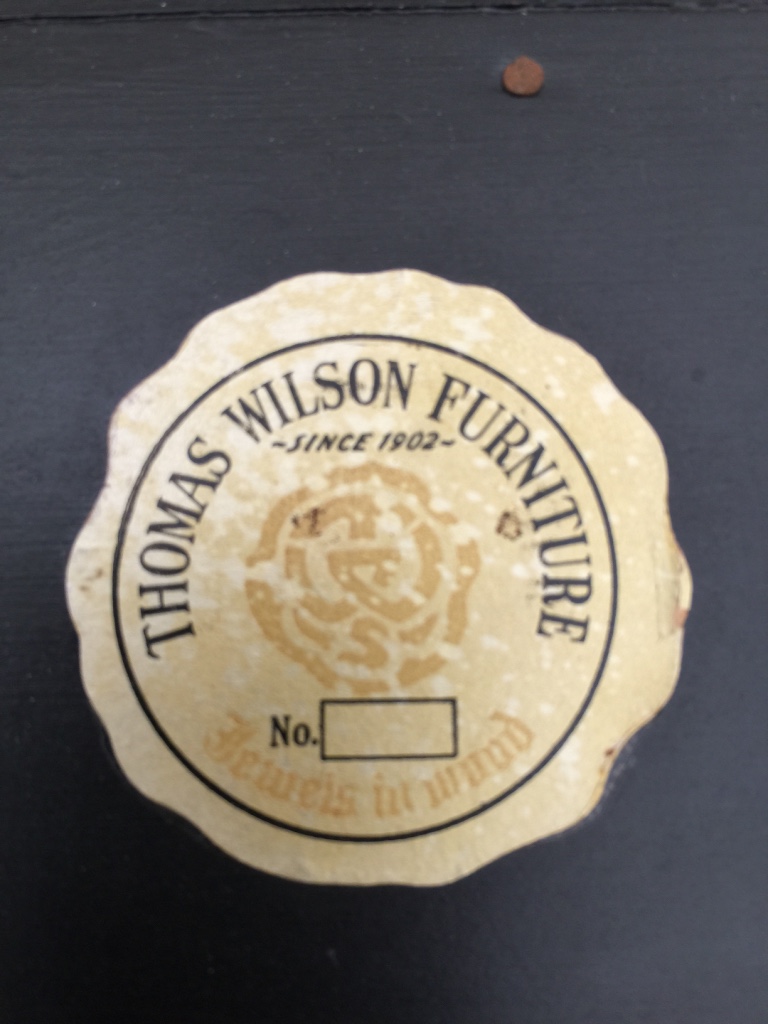 THOMAS WILSON FURNITURE
~SINCE 1902~
S
No.
Jewels in wood